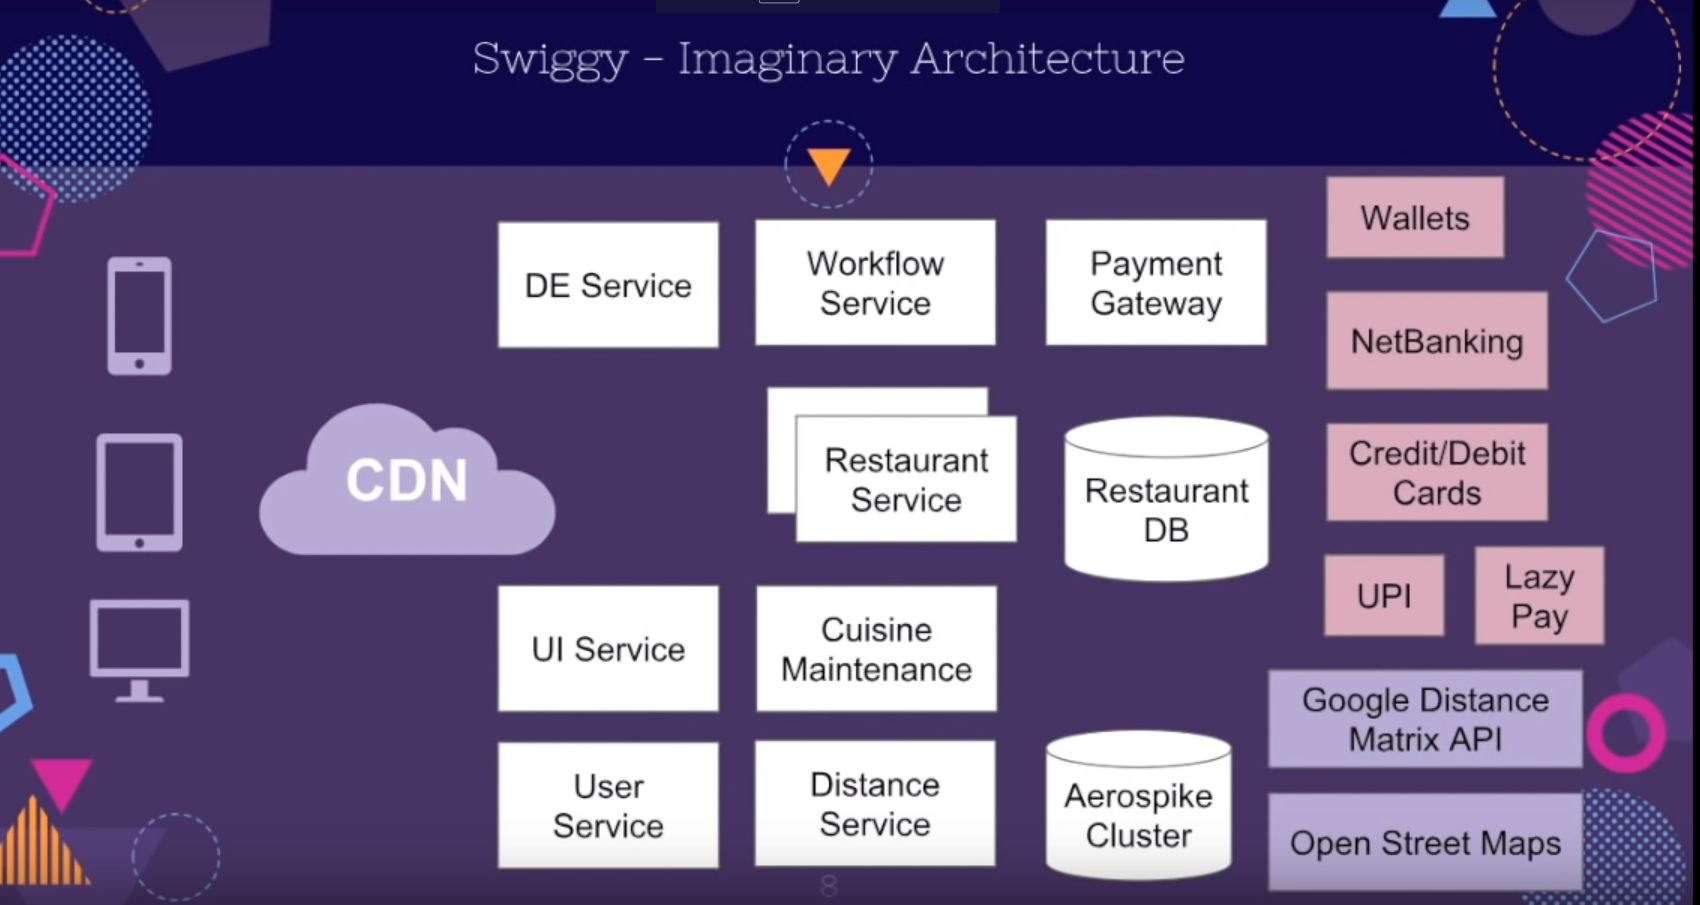 Swiggy - Imaginary Architecture
DE Service
Workflow
Service
Payment
Gateway
Wallets
NetBanking
CDN
Restaurant
Service
Restaurant
DB
Credit/Debit
Cards
UPI
Lazy
Pay
UI Service
Cuisine
Maintenance
Google Distance
Matrix API
User
Service
Distance
Service
Aerospike
Cluster
Open Street Maps
8